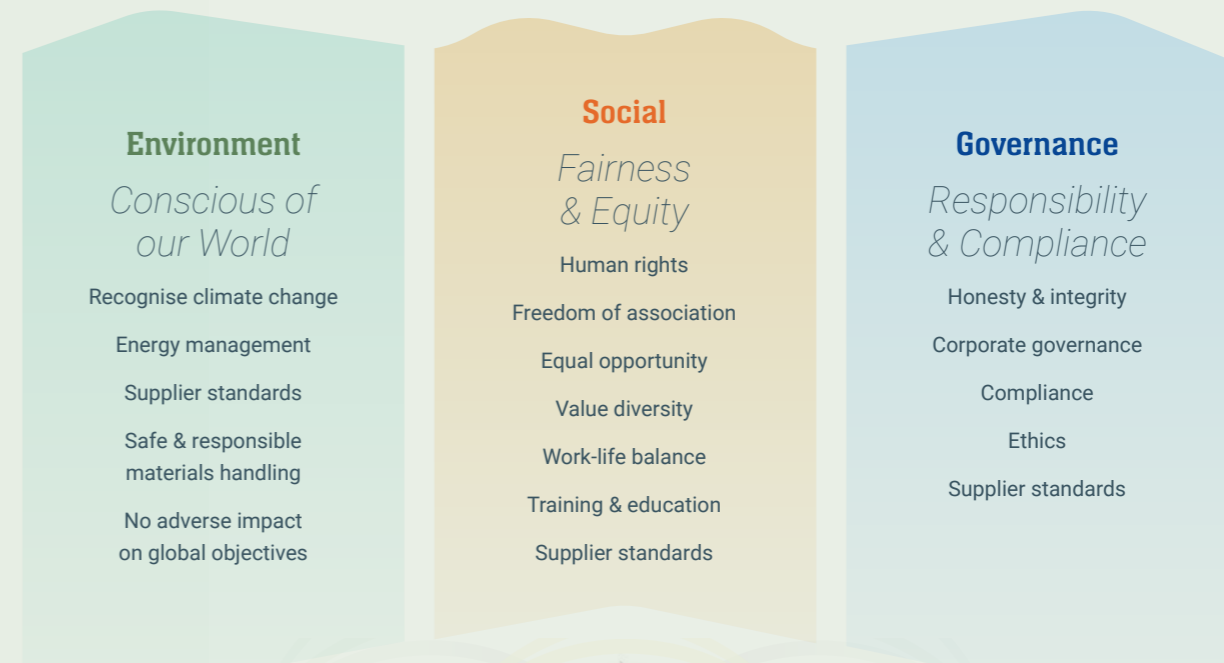 Environment
Conscious of
our World
Recognise climate change
Energy management
Supplier standards
Safe & responsible
materials handling
No adverse impact
on global objectives
Social
Fairness
& Equity
Human rights
Freedom of association
Equal opportunity
Value diversity
Work-life balance
Training & education
Supplier standards
Governance
Responsibility
& Compliance
Honesty & integrity
Corporate governance
Compliance
Ethics
Supplier standards